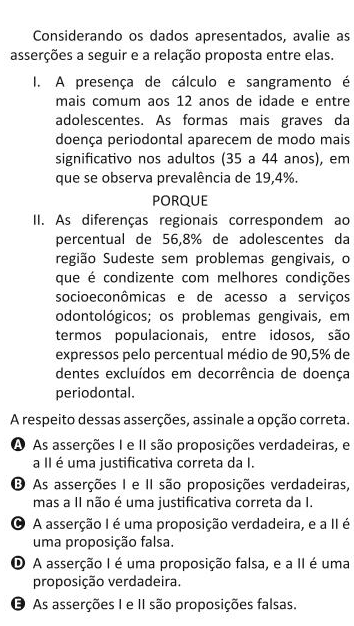 Considerando os dados apresentados, avalie as
asserções a seguir e a relação proposta entre elas.
I. A presença de cálculo e sangramento é
mais comum aos 12 anos de idade e entre
adolescentes. As formas mais graves da
doença periodontal aparecem de modo mais
significativo nos adultos (35 a 44 anos), em
que se observa prevalência de 19,4%.
PORQUE
II. As diferenças regionais correspondem ao
percentual de 56,8% de adolescentes da
região Sudeste sem problemas gengivais, o
que é condizente com melhores condições
socioeconômicas e de acesso a serviços
odontológicos; os problemas gengivais, em
termos populacionais, entre idosos, são
expressos pelo percentual médio de 90,5% de
dentes excluídos em decorrência de doença
periodontal.
A respeito dessas asserções, assinale a opção correta.
A As asserções I e II são proposições verdadeiras, e
a II é uma justificativa correta da I.
B As asserções I e II são proposições verdadeiras,
mas a II não é uma justificativa correta da I.
C A asserção I é uma proposição verdadeira, e a II é
uma proposição falsa.
D A asserção I é uma proposição falsa, e a II é uma
proposição verdadeira.
E As asserções I e II são proposições falsas.